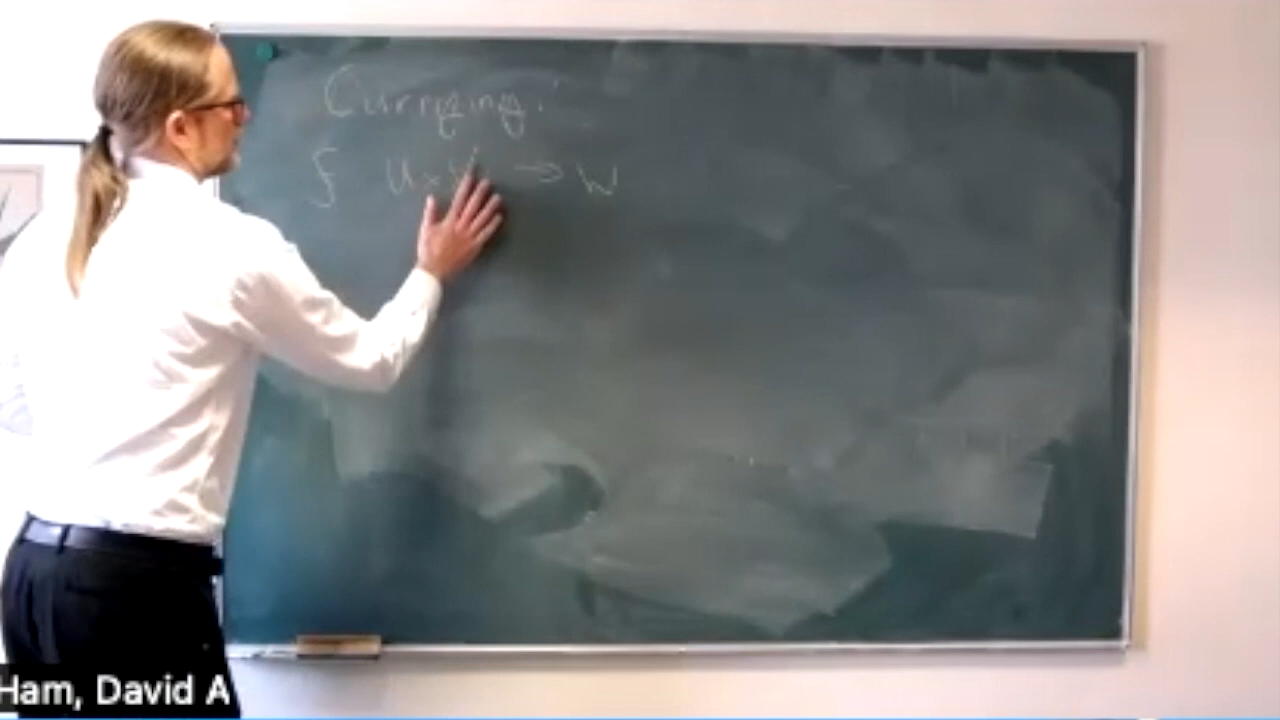 Currying:
f U × V → W
Ham, David A